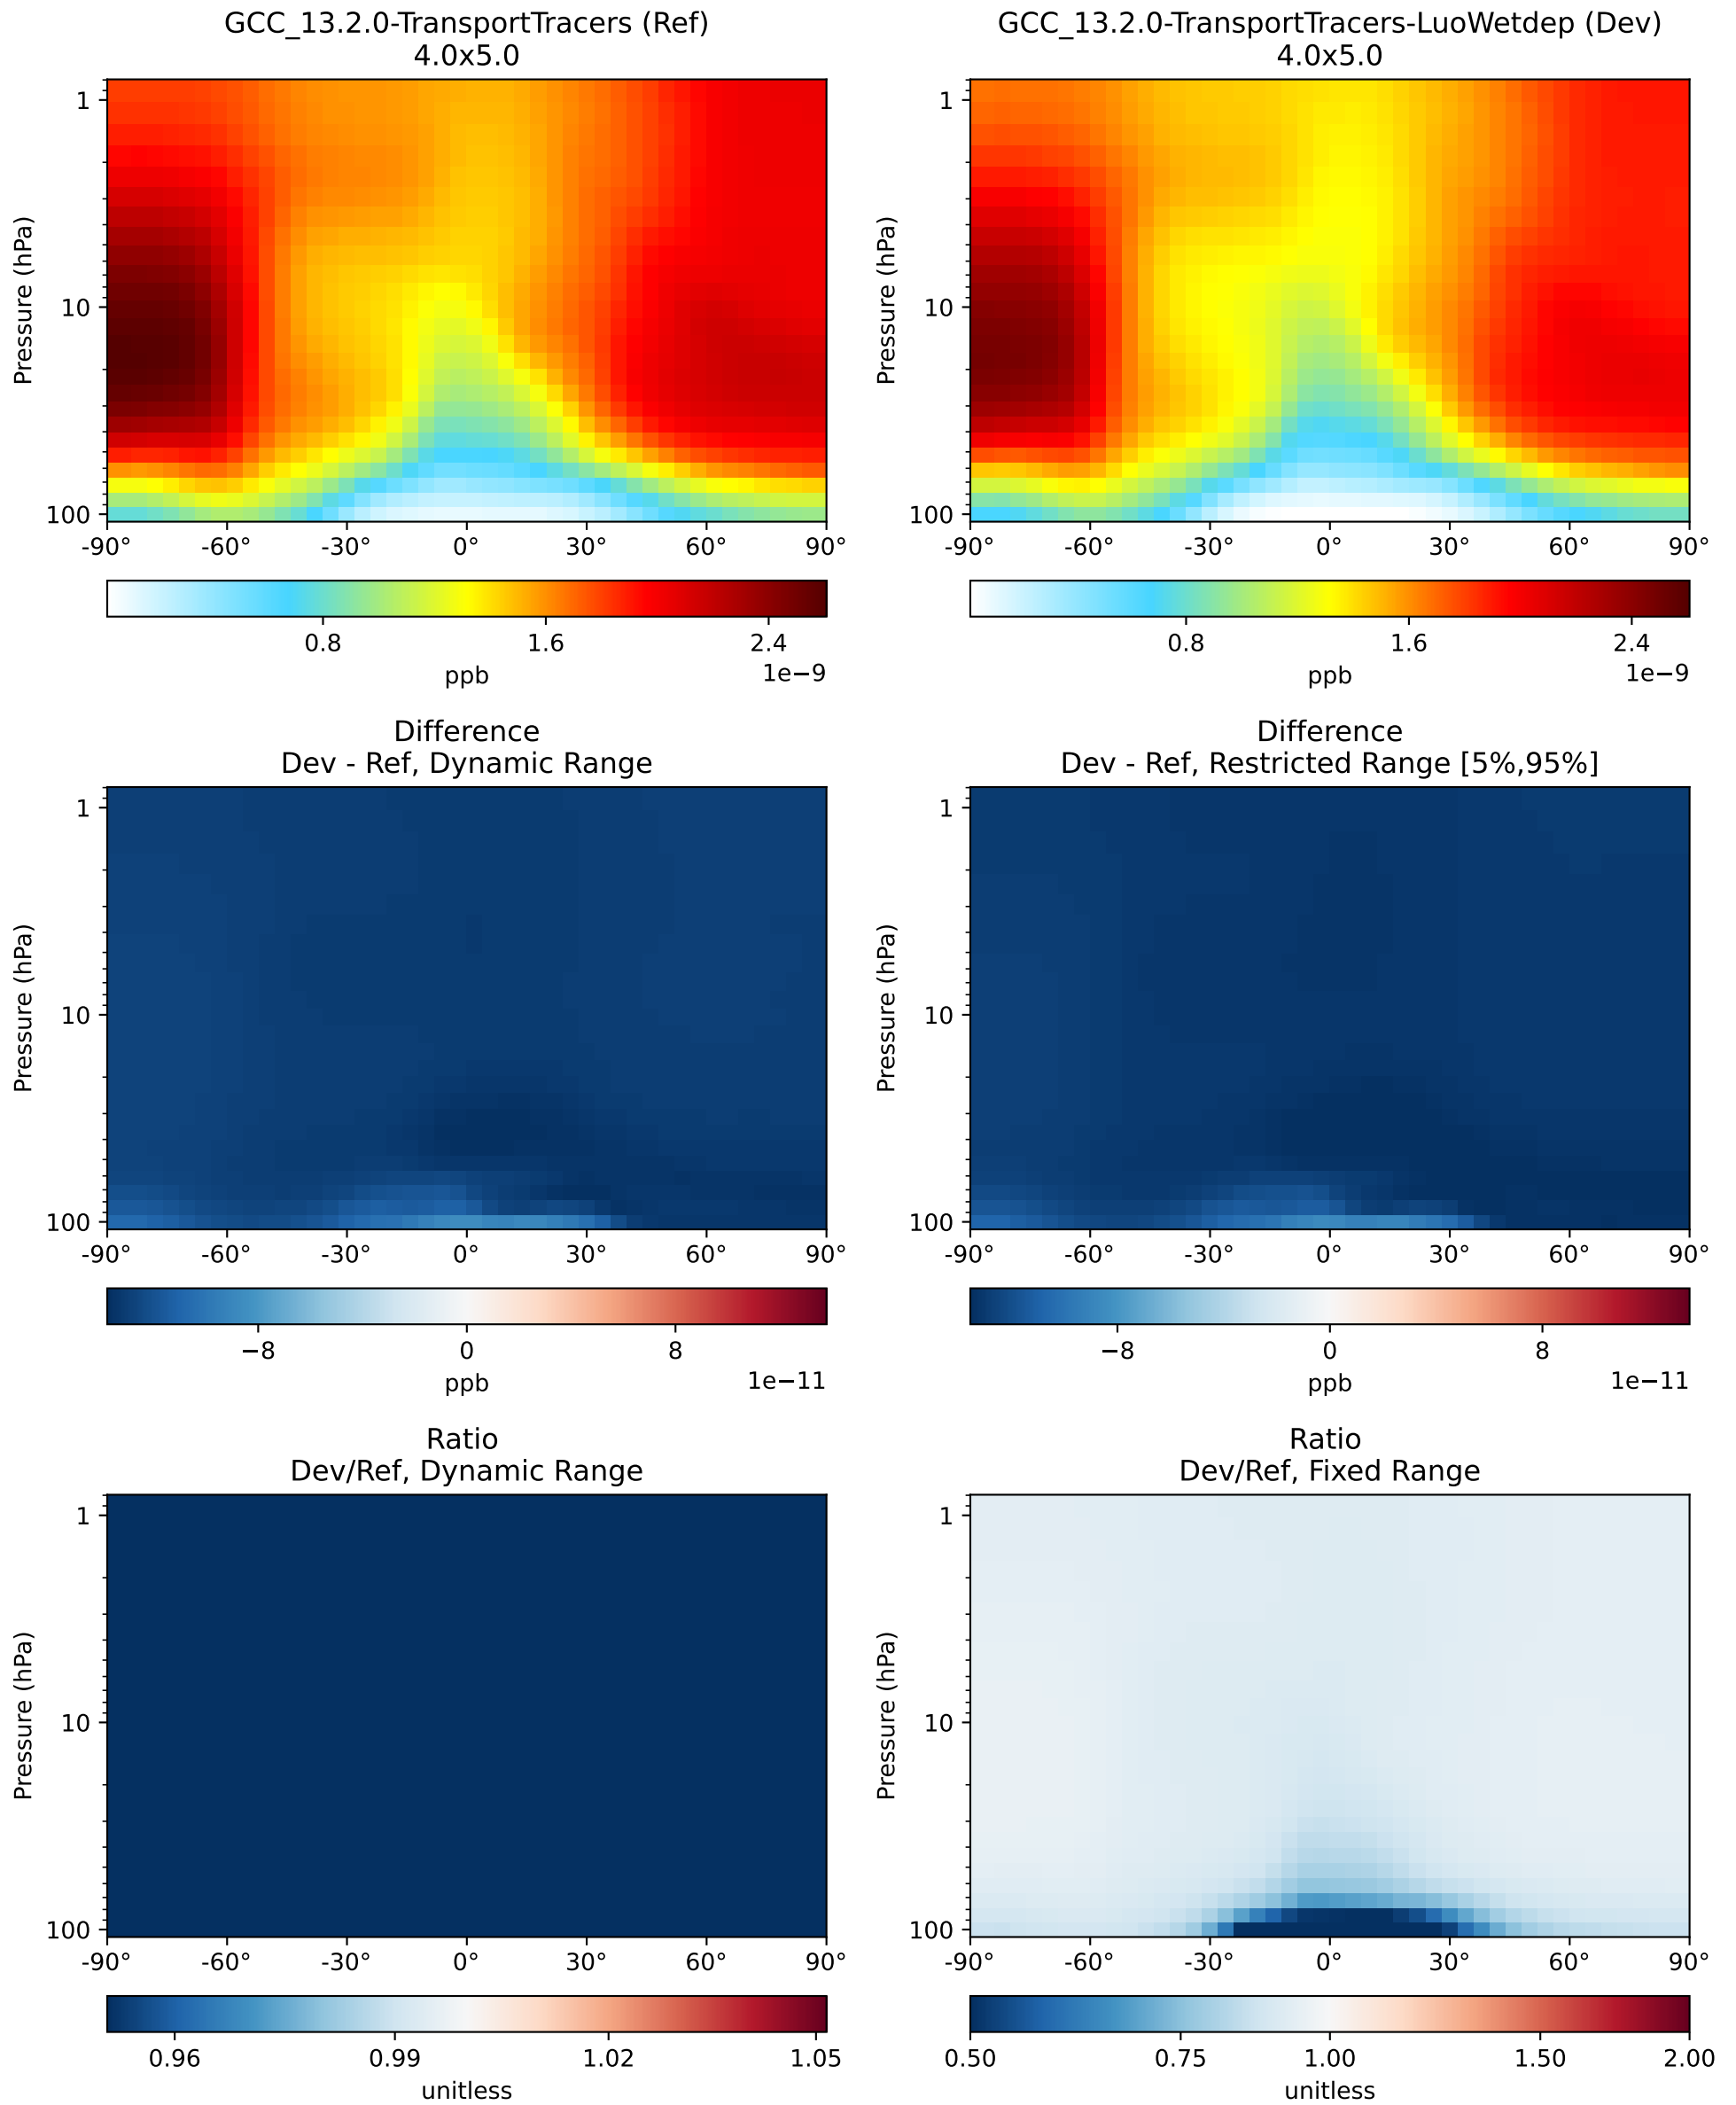 GCC_13.2.0-TransportTracers (Ref)
4.0x5.0
GCC_13.2.0-TransportTracers-LuoWetdep (Dev)
4.0x5.0
Pressure (hPa)
1
10
100
-90° -60° -30° 0° 30° 60° 90°
0.8 1.6 2.4
ppb
1e−9
Pressure (hPa)
1
10
100
-90° -60° -30° 0° 30° 60° 90°
0.8 1.6 2.4
ppb
1e−9
Difference
Dev - Ref, Dynamic Range
Pressure (hPa)
1
10
100
-90° -60° -30° 0° 30° 60° 90°
−8 0 8
ppb
1e−11
Difference
Dev - Ref, Restricted Range [5%,95%]
Pressure (hPa)
1
10
100
-90° -60° -30° 0° 30° 60° 90°
−8 0 8
ppb
1e−11
Ratio
Dev/Ref, Dynamic Range
Pressure (hPa)
1
10
100
-90° -60° -30° 0° 30° 60° 90°
0.96 0.99 1.02 1.05
unitless
Ratio
Dev/Ref, Fixed Range
Pressure (hPa)
1
10
100
-90° -60° -30° 0° 30° 60° 90°
0.50 0.75 1.00 1.50 2.00
unitless